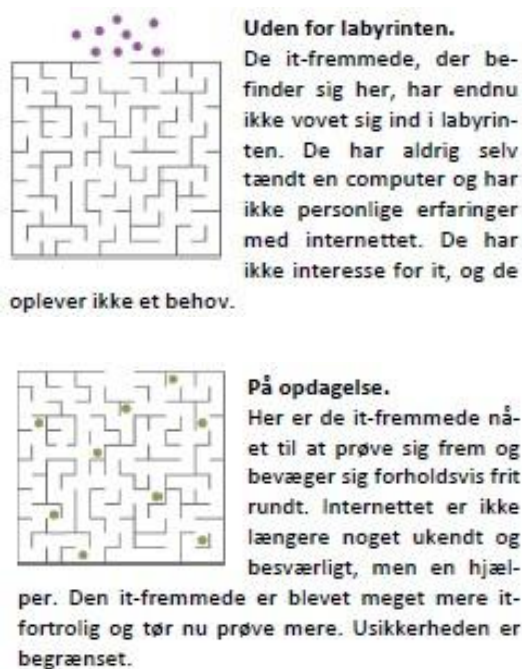 Uden for labyrinten.
De it-fremmede, der be-
finder sig her, har endnu
ikke vovet sig ind i labyrin-
ten. De har aldrig selv
tændt en computer og har
ikke personlige erfaringer
med internettet. De har
ikke interesse for it, og de
oplever ikke et behov.
På opdagelse.
Her er de it-fremmede nå-
et til at prøve sig frem og
bevæger sig forholdsvis frit
rundt. Internettet er ikke
længere noget ukendt og
besværligt, men en hjæl-
per. Den it-fremmede er blevet meget mere it-
fortrolig og tør nu prøve mere. Usikkerheden er
begrænset.